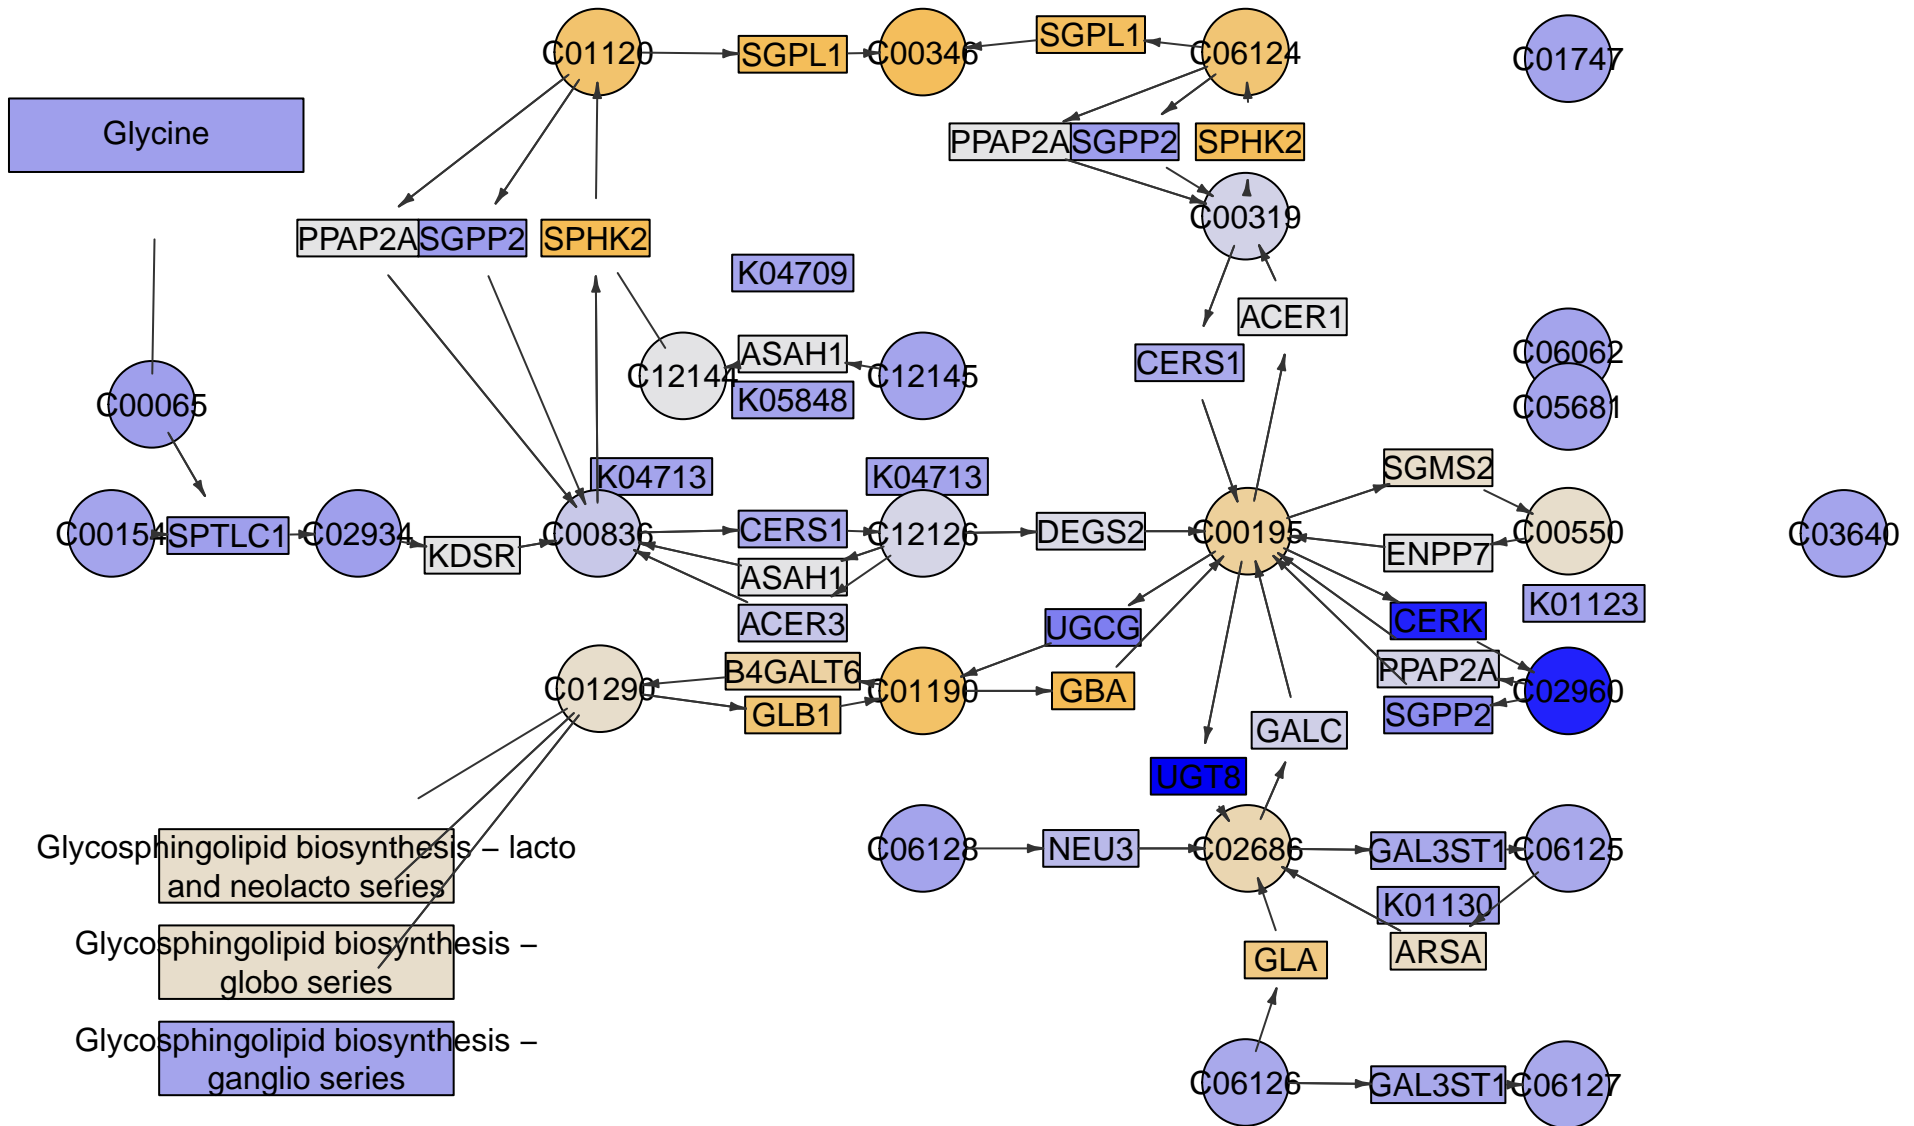 C01120
SGPL1
C00346
SGPL1
C06124
C01747
Glycine
PPAP2A
SGPP2
SPHK2
PPAP2A
SGPP2
SPHK2
C00319
K04709
ACER1
C12144
ASAH1
C12145
K05848
CERS1
C06062
C05681
C00065
K04713
K04713
SGMS2
C00154
SPTLC1
C02934
KDSR
C00836
CERS1
C12126
DEGS2
C00195
C00550
C03640
ENPP7
ASAH1
ACER3
UGCG
CERK
K01123
C01290
B4GALT6
GLB1
C01190
GBA
PPAP2A
C02960
SGPP2
GALC
UGT8
Glycosphingolipid biosynthesis – lacto
and neolacto series
C06128
NEU3
C02686
GAL3ST1
C06125
K01130
Glycosphingolipid biosynthesis –
globo series
GLA
ARSA
Glycosphingolipid biosynthesis –
ganglio series
C06126
GAL3ST1
C06127